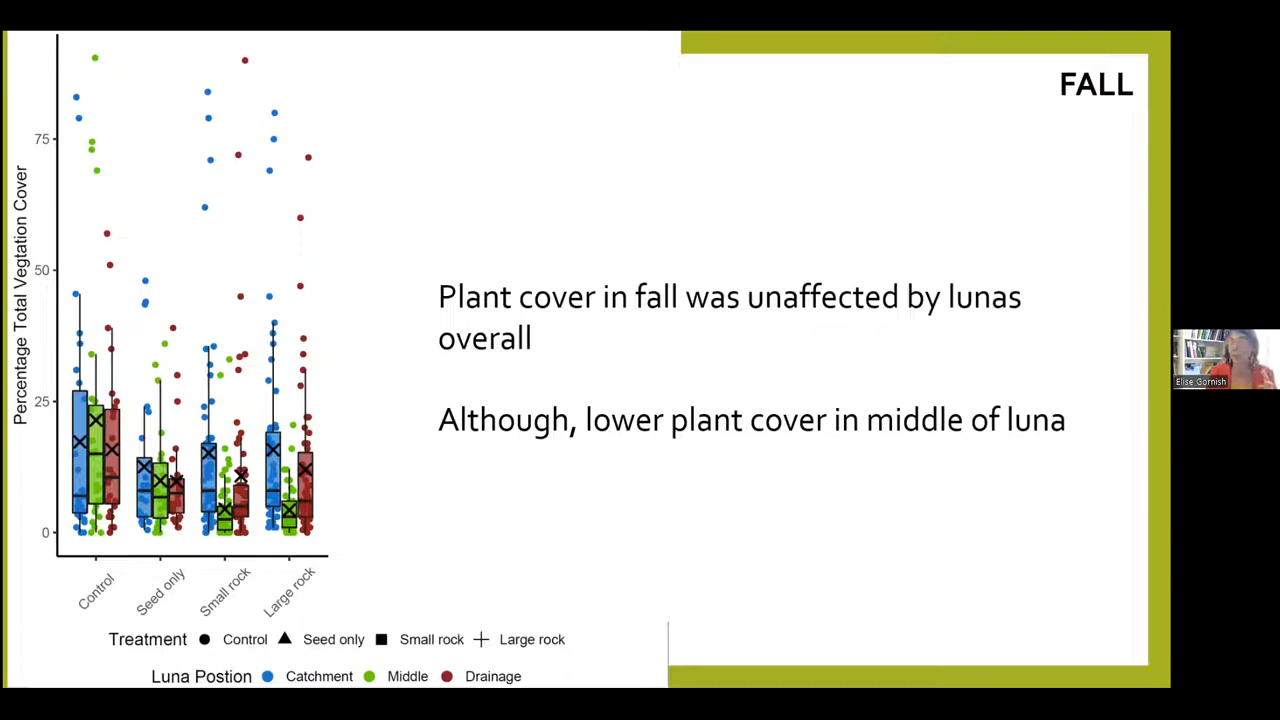 FALL
Percentage Total Vegtation Cover
75
50
25
0
Control
Seed only
Small rock
Large rock
Plant cover in fall was unaffected by lunas
overall
Although, lower plant cover in middle of luna
Treatment Control Seed only Small rock Large rock
Luna Postion Catchment Middle Drainage
Elise Gornish